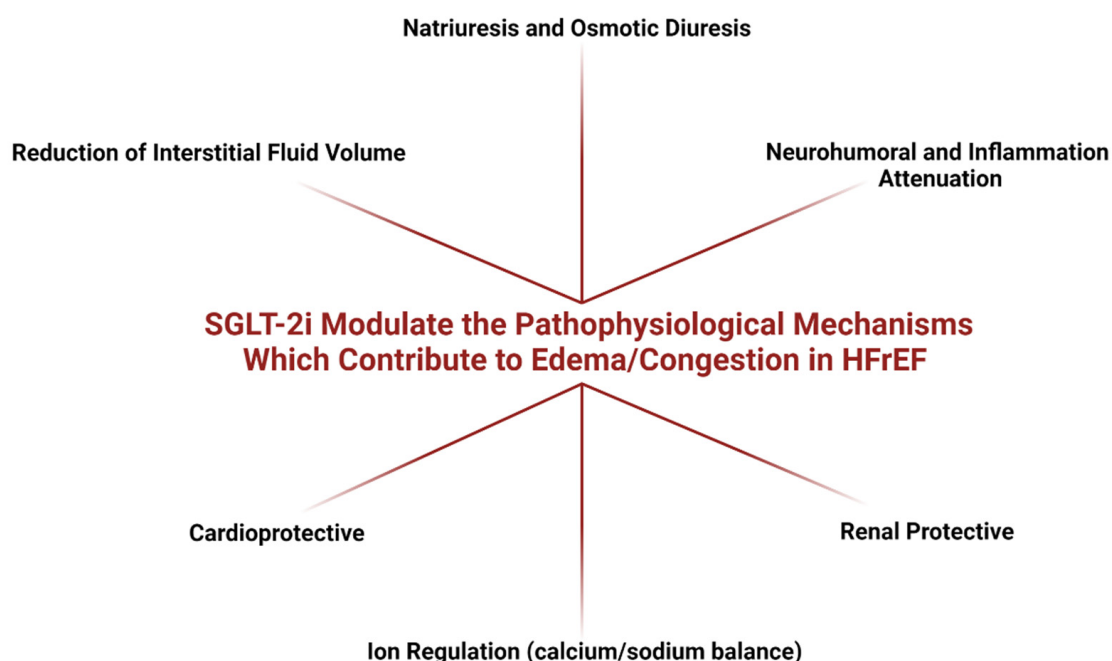 Natriuresis and Osmotic Diuresis
Reduction of Interstitial Fluid Volume
Neurohumoral and Inflammation
Attenuation
SGLT-2i Modulate the Pathophysiological Mechanisms
Which Contribute to Edema/Congestion in HFrEF
Cardioprotective
Renal Protective
Ion Regulation (calcium/sodium balance)